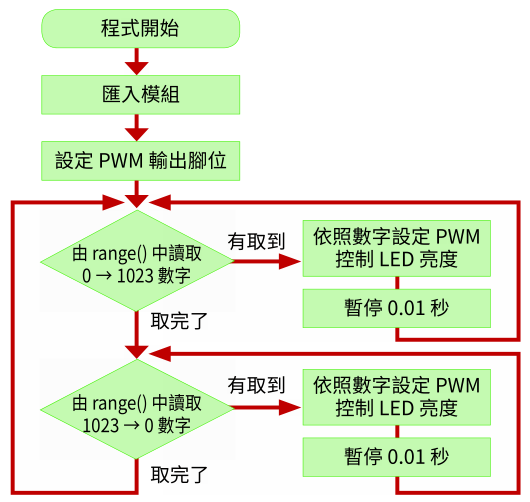 程式開始
匯入模組
設定 PWM 輸出腳位
由 range() 中讀取
0 → 1023 數字
有取到
依照數字設定 PWM
控制 LED 亮度
暫停 0.01 秒
取完了
由 range() 中讀取
1023 → 0 數字
有取到
依照數字設定 PWM
控制 LED 亮度
暫停 0.01 秒
取完了